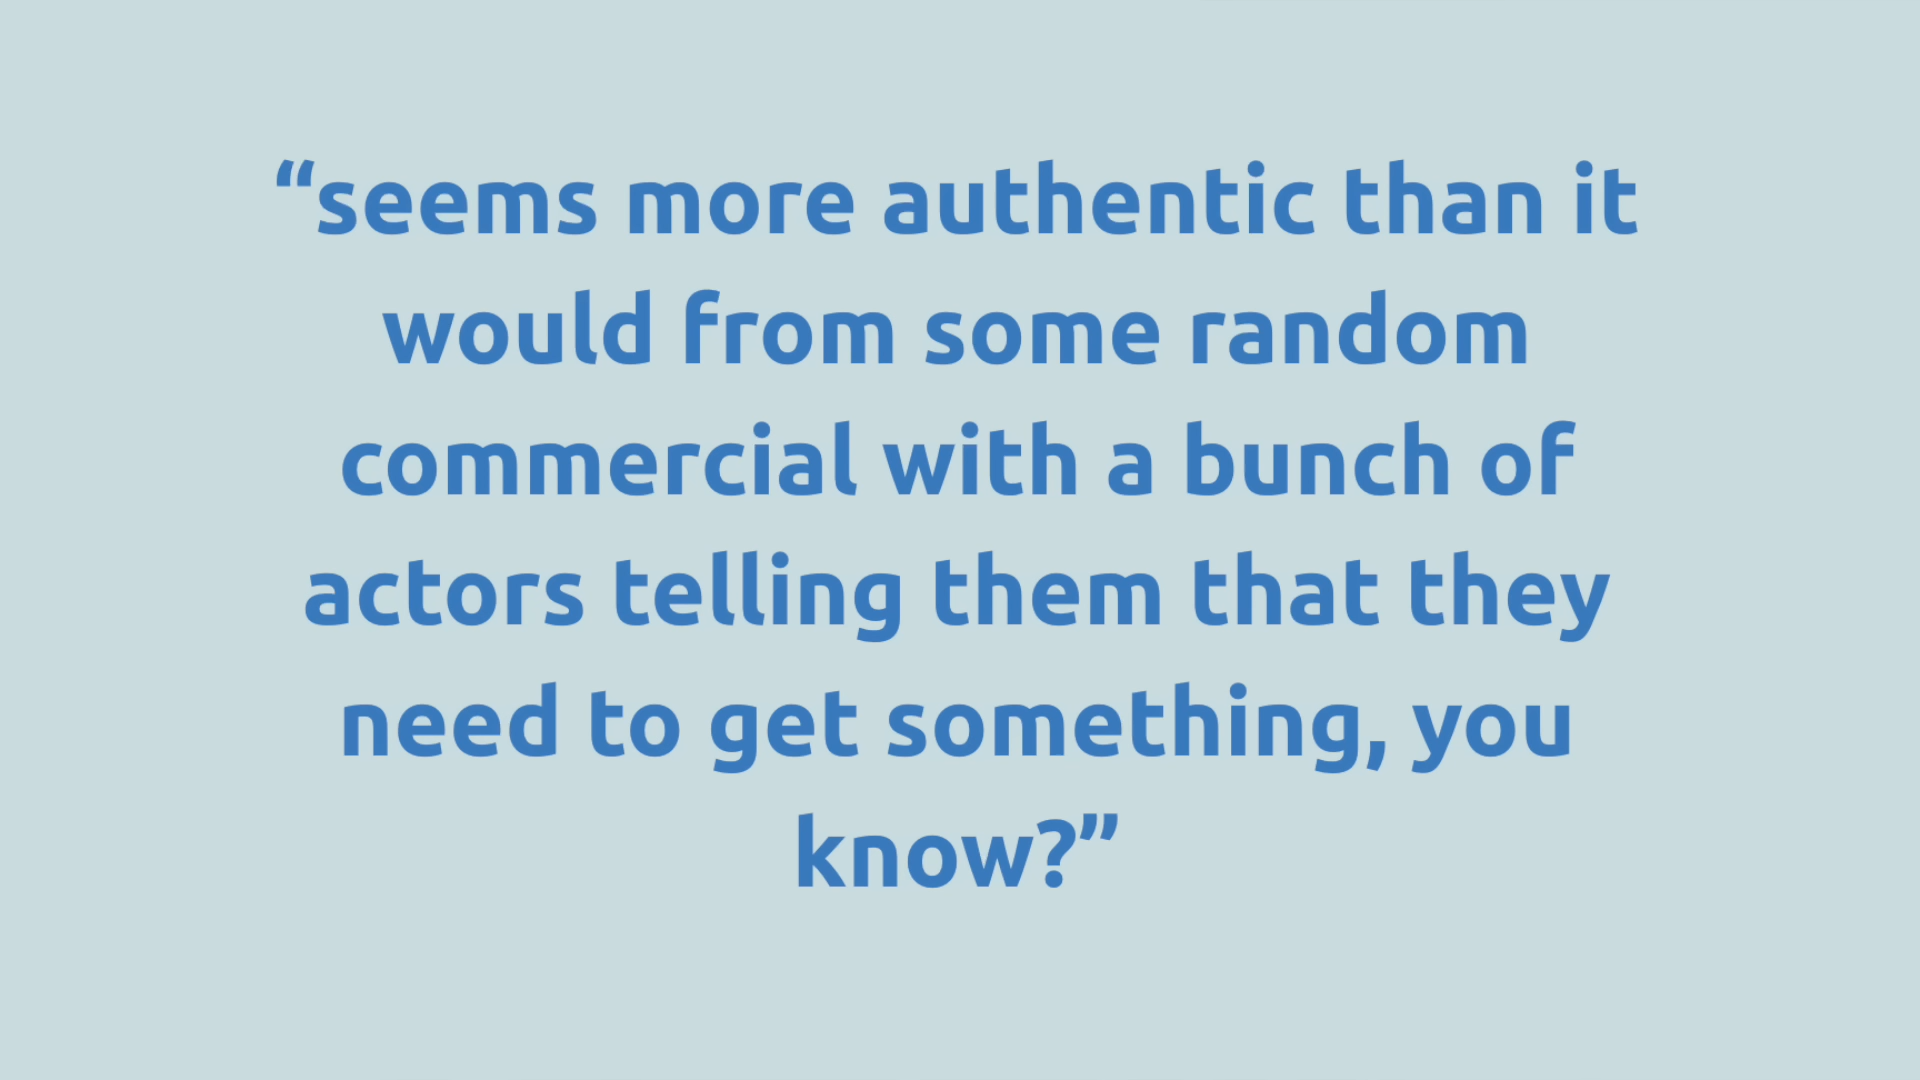 “seems more authentic than it
would from some random
commercial with a bunch of
actors telling them that they
need to get something, you
know?”